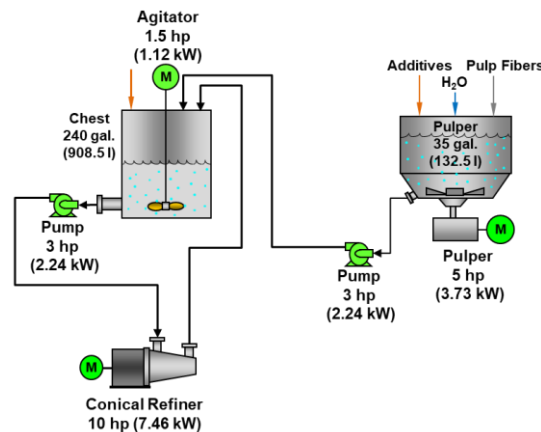 Agitator
1.5 hp
(1.12 kW)
M
Chest
240 gal.
(908.5 l)
Pump
3 hp
(2.24 kW)
M
Conical Refiner
10 hp (7.46 kW)
Additives
Pulp Fibers
H₂O
Pulper
35 gal.
(132.5 l)
M
Pulper
5 hp
(3.73 kW)
Pump
3 hp
(2.24 kW)